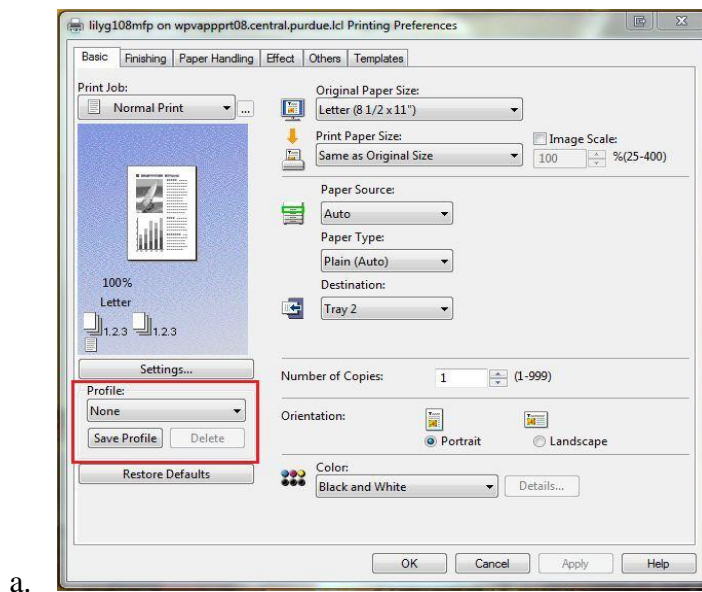 lilyg108mfp on wpvappprt08.central.purdue.lcl Printing Preferences
Basic Finishing Paper Handling Effect Others Templates
Print Job:
Normal Print ...
100%
Letter
1.2.3 1.2.3
Settings...
Profile:
None
Save Profile Delete
Restore Defaults
Original Paper Size:
Letter (8 1/2 x 11")
Print Paper Size:
Same as Original Size
Image Scale:
100 %(25-400)
Paper Source:
Auto
Paper Type:
Plain (Auto)
Destination:
Tray 2
Number of Copies: 1 (1-999)
Orientation:
Portrait Landscape
Color:
Black and White Details...
OK Cancel Apply Help
a.